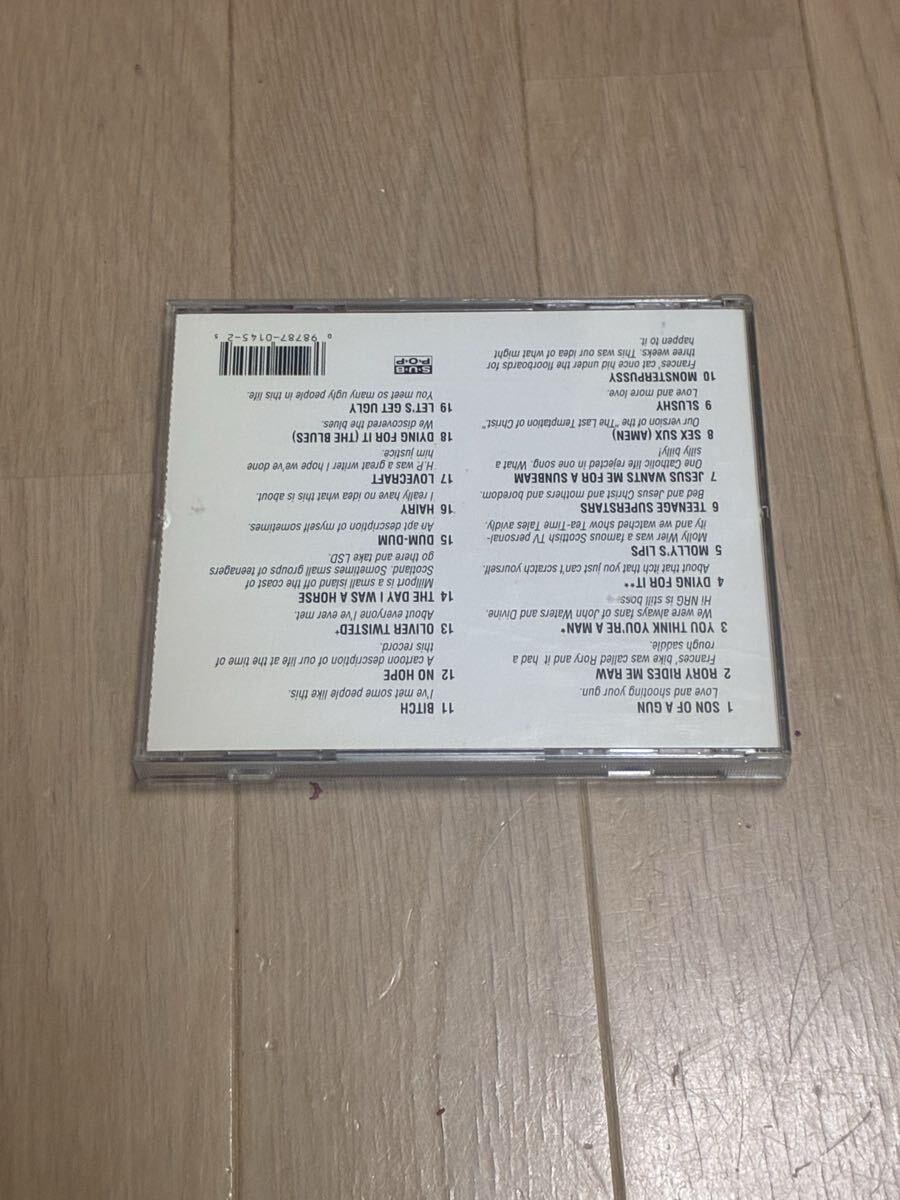 1 SON OF A GUN
Love and shooting your gun.
2 RORY RIDES ME RAW
Frances' bike was called Rory and it had a
rough saddle.
3 YOU THINK YOU'RE A MAN*
We were always fans of John Waters and Divine.
Hi NRG is still boss.
4 DYING FOR IT**
About that itch that you just can't scratch yourself.
5 MOLLY'S LIPS
Molly Wier was a famous Scottish TV personal-
ity and we watched show Tea-Time Tales avidly.
6 TEENAGE SUPERSTARS
Bed and Jesus Christ and mothers and boredom.
7 JESUS WANTS ME FOR A SUNBEAM
One Catholic life rejected in one song. What a
silly billy!
8 SEX SUX (AMEN)
Our version of the "The Last Temptation of Christ."
9 SLUSHY
Love and more love.
10 MONSTERPUSSY
Frances' cat once hid under the floorboards for
three weeks. This was our idea of what might
happen to it.
11 BITCH
I've met some people like this.
12 NO HOPE
A cartoon description of our life at the time of
this record.
13 OLIVER TWISTED+
About everyone I've ever met.
14 THE DAY I WAS A HORSE
Millport is a small island off the coast of
Scotland. Sometimes small groups of teenagers
go there and take LSD.
15 DUM-DUM
An apt description of myself sometimes.
16 HAIRY
I really have no idea what this is about.
17 LOVECRAFT
H.P. was a great writer I hope we've done
him justice.
18 DYING FOR IT (THE BLUES)
We discovered the blues.
19 LET'S GET UGLY
You meet so many ugly people in this life.
SUB
POP
0 98787-0145-2 5